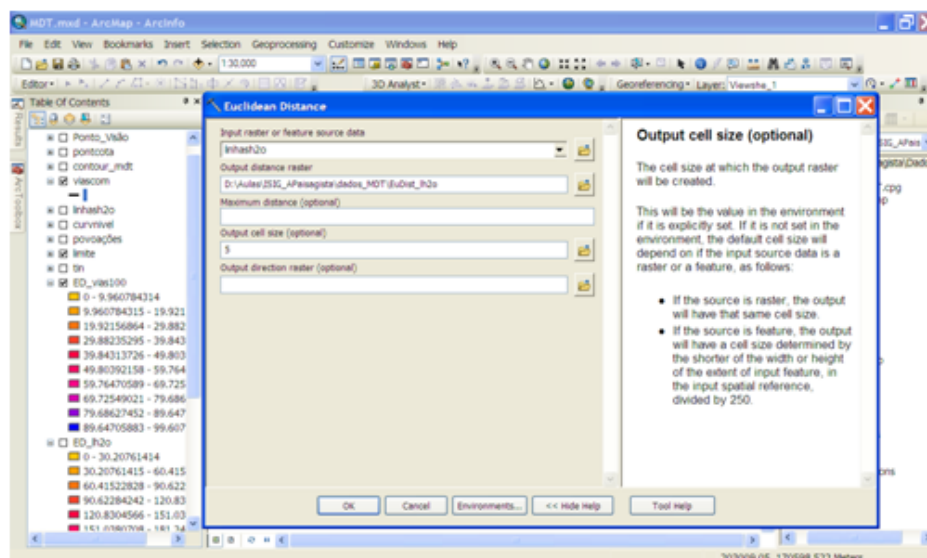 MDT.mxd - ArcMap - ArcInfo
File Edit View Bookmarks Insert Selection Geoprocessing Customize Windows Help
1:30,000
Editor 3D Analyst Georeferencing Layer: Viewshe_1
Table Of Contents
Results
ArcToolbox
Ponto_Visão
pontcota
contour_mdt
viascom
linhash2o
curvnivel
povoações
limite
tin
ED_vias100
0 - 9.960784314
9.960784315 - 19.921
19.92156864 - 29.882
29.88235295 - 39.843
39.84313726 - 49.803
49.80392158 - 59.764
59.76470589 - 69.725
69.72549021 - 79.686
79.68627452 - 89.647
89.64705883 - 99.607
ED_lh2o
0 - 30.20761414
30.20761415 - 60.415
60.41522828 - 90.622
90.62284242 - 120.83
120.8304566 - 151.03
151.0380708 - 181.24
Euclidean Distance
Input raster or feature source data
linhash2o
Output distance raster
D:\Aulas\ISIG_APaisagista\dados_MDT\EuDist_lh2o
Maximum distance (optional)
Output cell size (optional)
5
Output direction raster (optional)
OK Cancel Environments... << Hide Help Tool Help
Output cell size (optional)
The cell size at which the output raster
will be created.
This will be the value in the environment
if it is explicitly set. If it is not set in the
environment, the default cell size will
depend on if the input source data is a
raster or a feature, as follows:
• If the source is raster, the output
will have that same cell size.
• If the source is feature, the output
will have a cell size determined by
the shorter of the width or height
of the extent of input feature, in
the input spatial reference,
divided by 250.